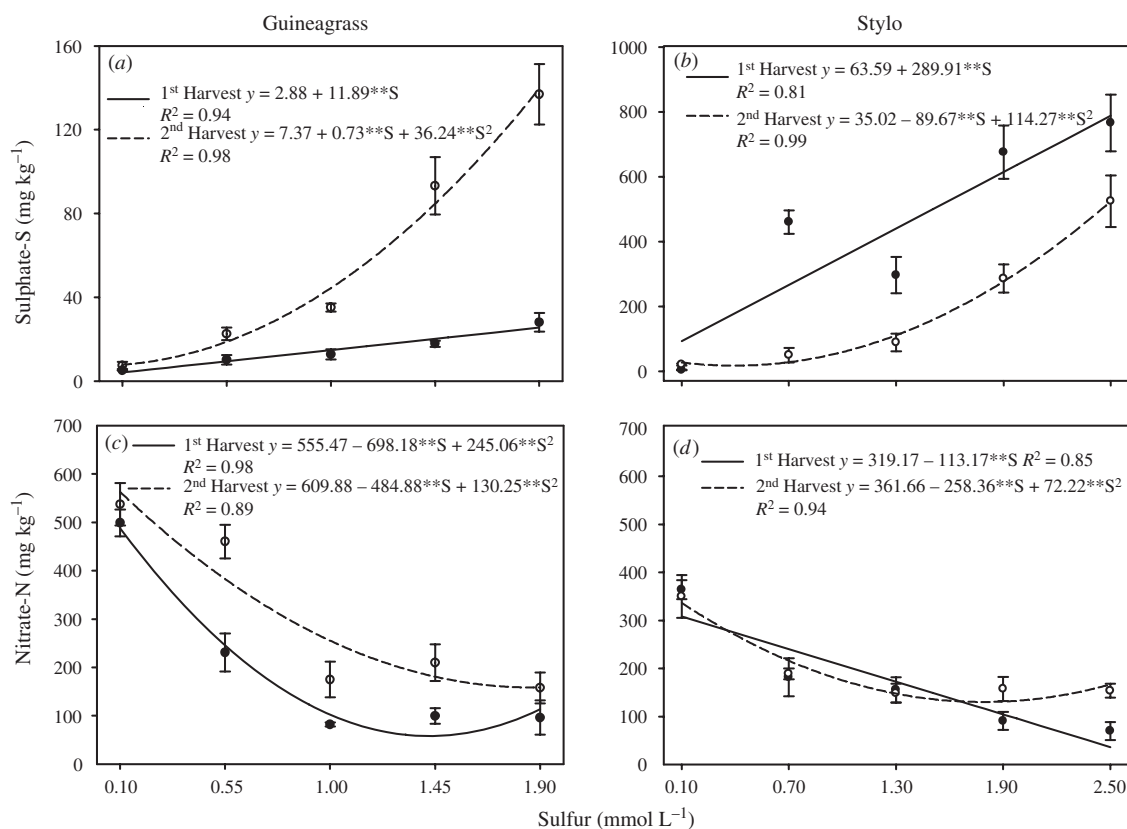 Guineagrass
Stylo
(a)
1st Harvest y = 2.88 + 11.89**S
R² = 0.94
2nd Harvest y = 7.37 + 0.73**S + 36.24**S²
R² = 0.98
160
120
80
40
0
Sulphate-S (mg kg⁻¹)
(b)
1st Harvest y = 63.59 + 289.91**S
R² = 0.81
2nd Harvest y = 35.02 – 89.67**S + 114.27**S²
R² = 0.99
1000
800
600
400
200
0
(c)
1st Harvest y = 555.47 – 698.18**S + 245.06**S²
R² = 0.98
2nd Harvest y = 609.88 – 484.88**S + 130.25**S²
R² = 0.89
700
600
500
400
300
200
100
0
Nitrate-N (mg kg⁻¹)
0.10 0.55 1.00 1.45 1.90
(d)
1st Harvest y = 319.17 – 113.17**S R² = 0.85
2nd Harvest y = 361.66 – 258.36**S + 72.22**S²
R² = 0.94
700
600
500
400
300
200
100
0
0.10 0.70 1.30 1.90 2.50
Sulfur (mmol L⁻¹)